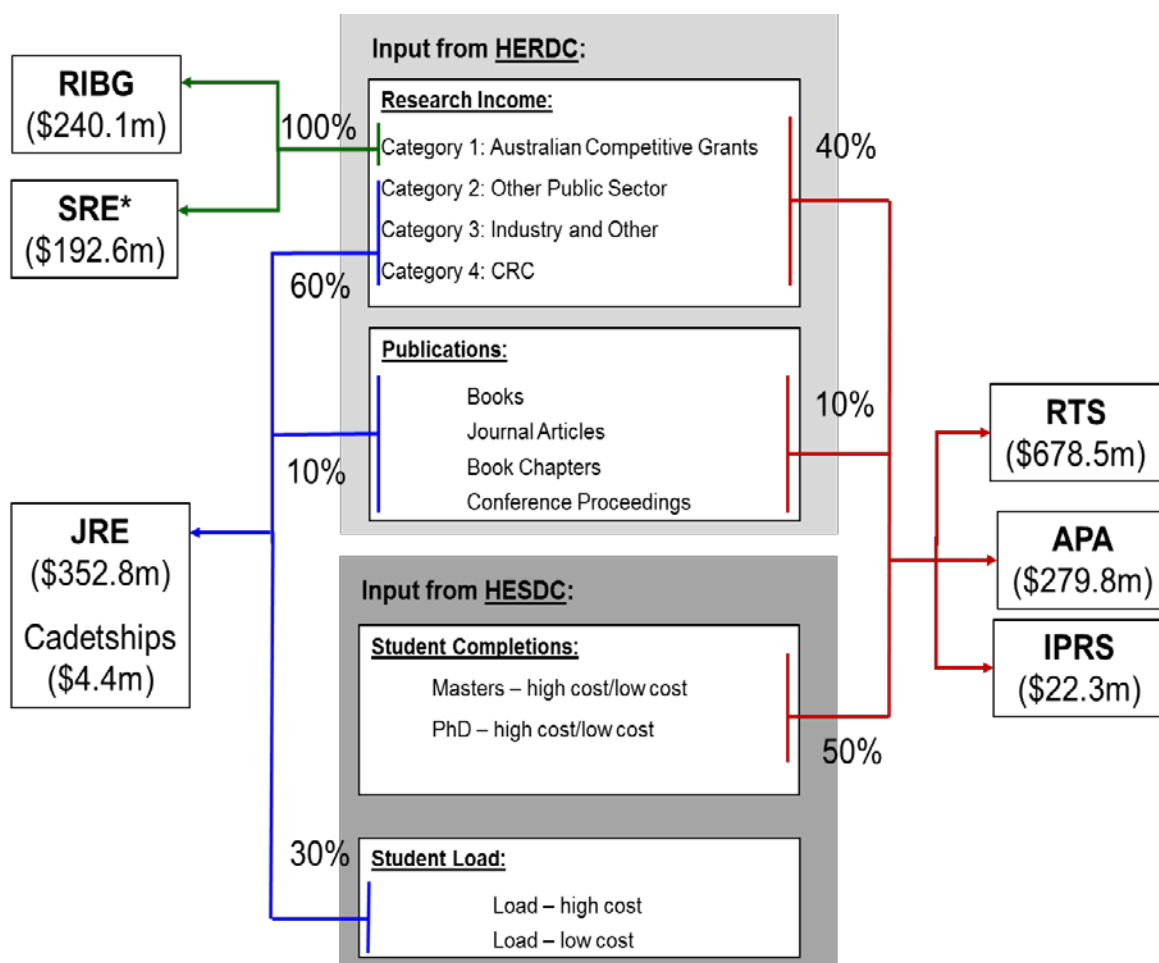 Input from HERDC:
RIBG
($240.1m)
SRE*
($192.6m)
100%
60%
Research Income:
Category 1: Australian Competitive Grants
Category 2: Other Public Sector
Category 3: Industry and Other
Category 4: CRC
40%
Publications:
Books
Journal Articles
Book Chapters
Conference Proceedings
10%
10%
JRE
($352.8m)
Cadetships
($4.4m)
RTS
($678.5m)
APA
($279.8m)
IPRS
($22.3m)
Input from HESDC:
Student Completions:
Masters – high cost/low cost
PhD – high cost/low cost
50%
30%
Student Load:
Load – high cost
Load – low cost